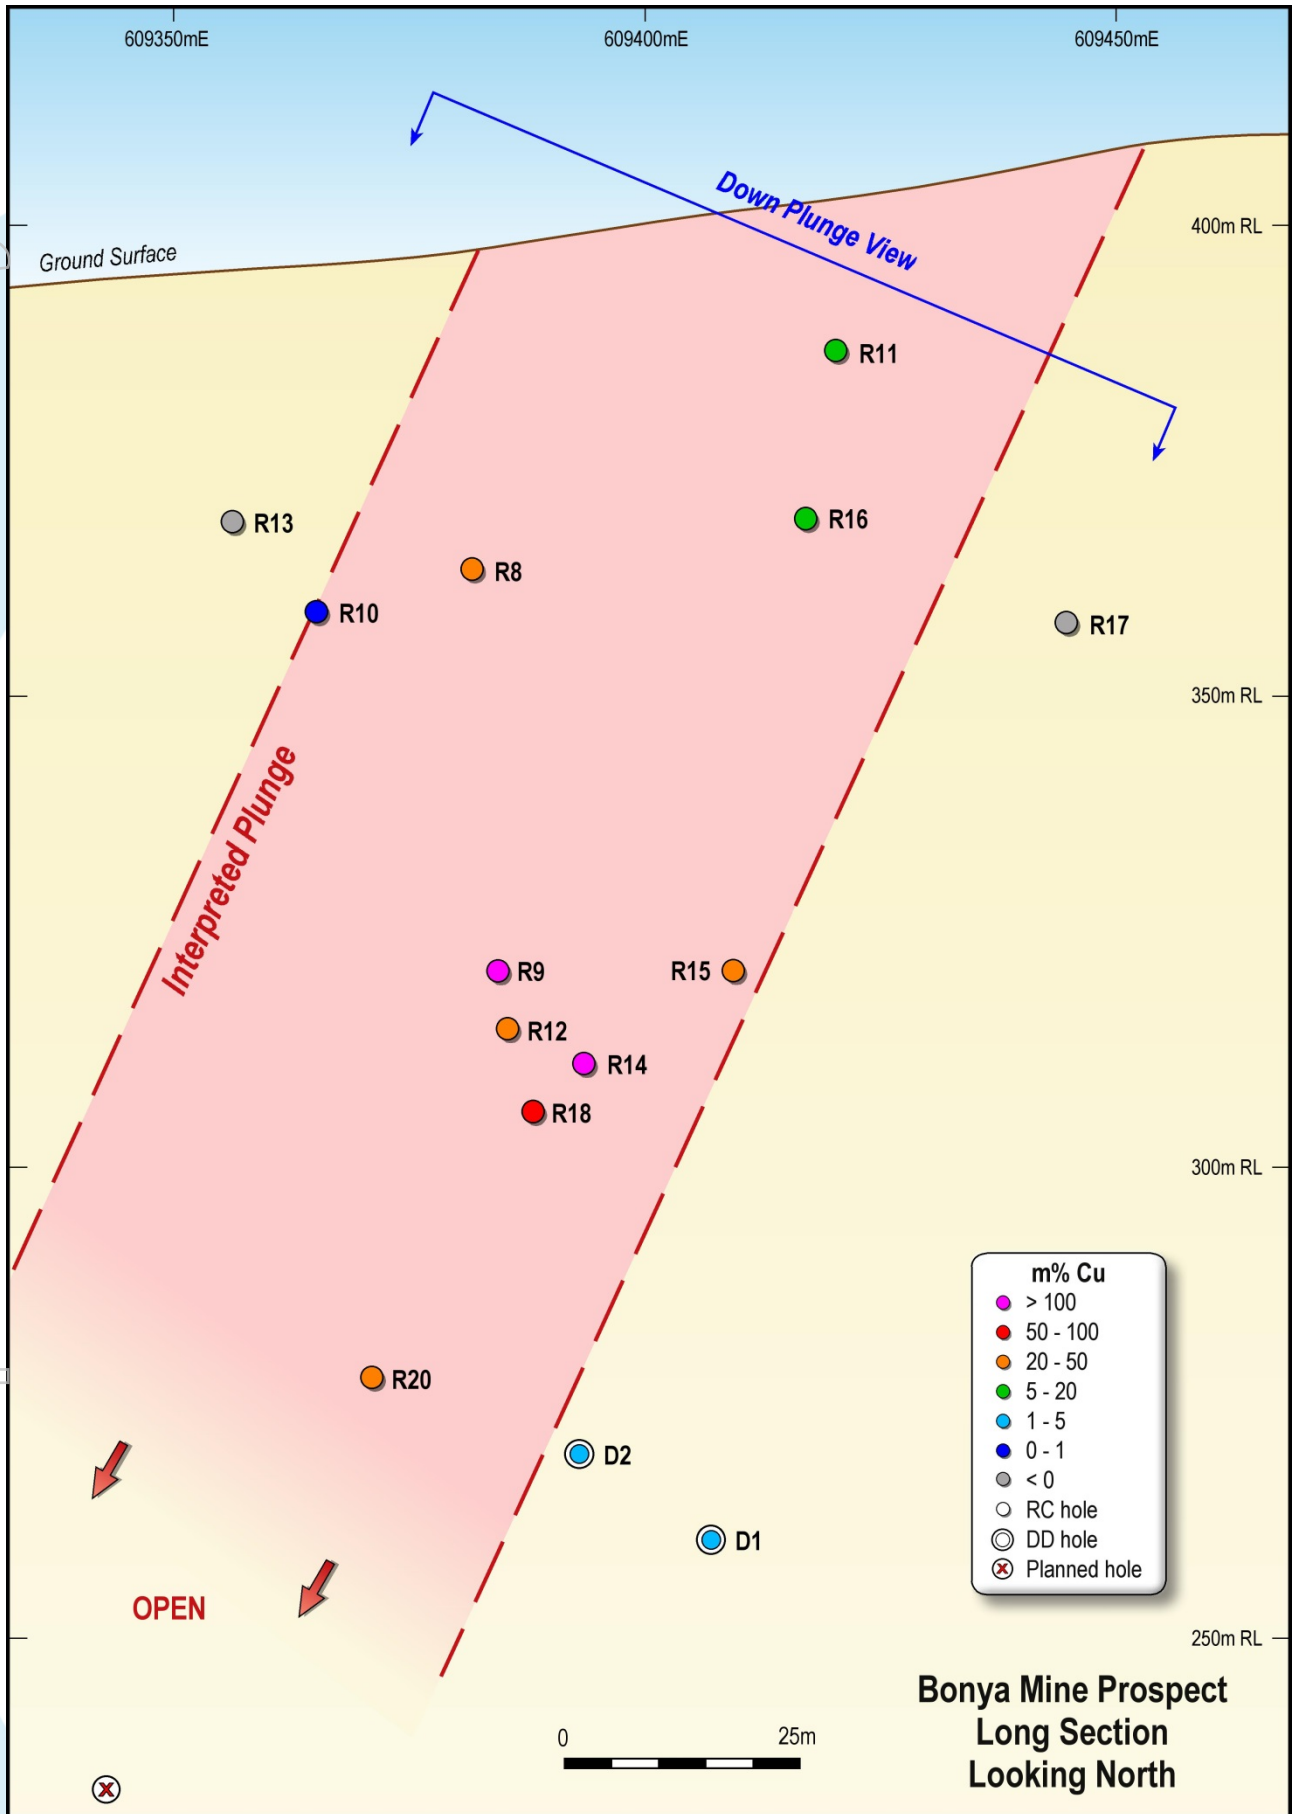 609350mE
609400mE
609450mE
Down Plunge View
400m RL
Ground Surface
R11
R13
R16
R8
R10
R17
350m RL
Interpreted Plunge
R9
R15
R12
R14
R18
300m RL
m% Cu
> 100
50 - 100
20 - 50
5 - 20
1 - 5
0 - 1
< 0
RC hole
DD hole
Planned hole
R20
D2
D1
OPEN
250m RL
Bonya Mine Prospect
Long Section
Looking North
0
25m